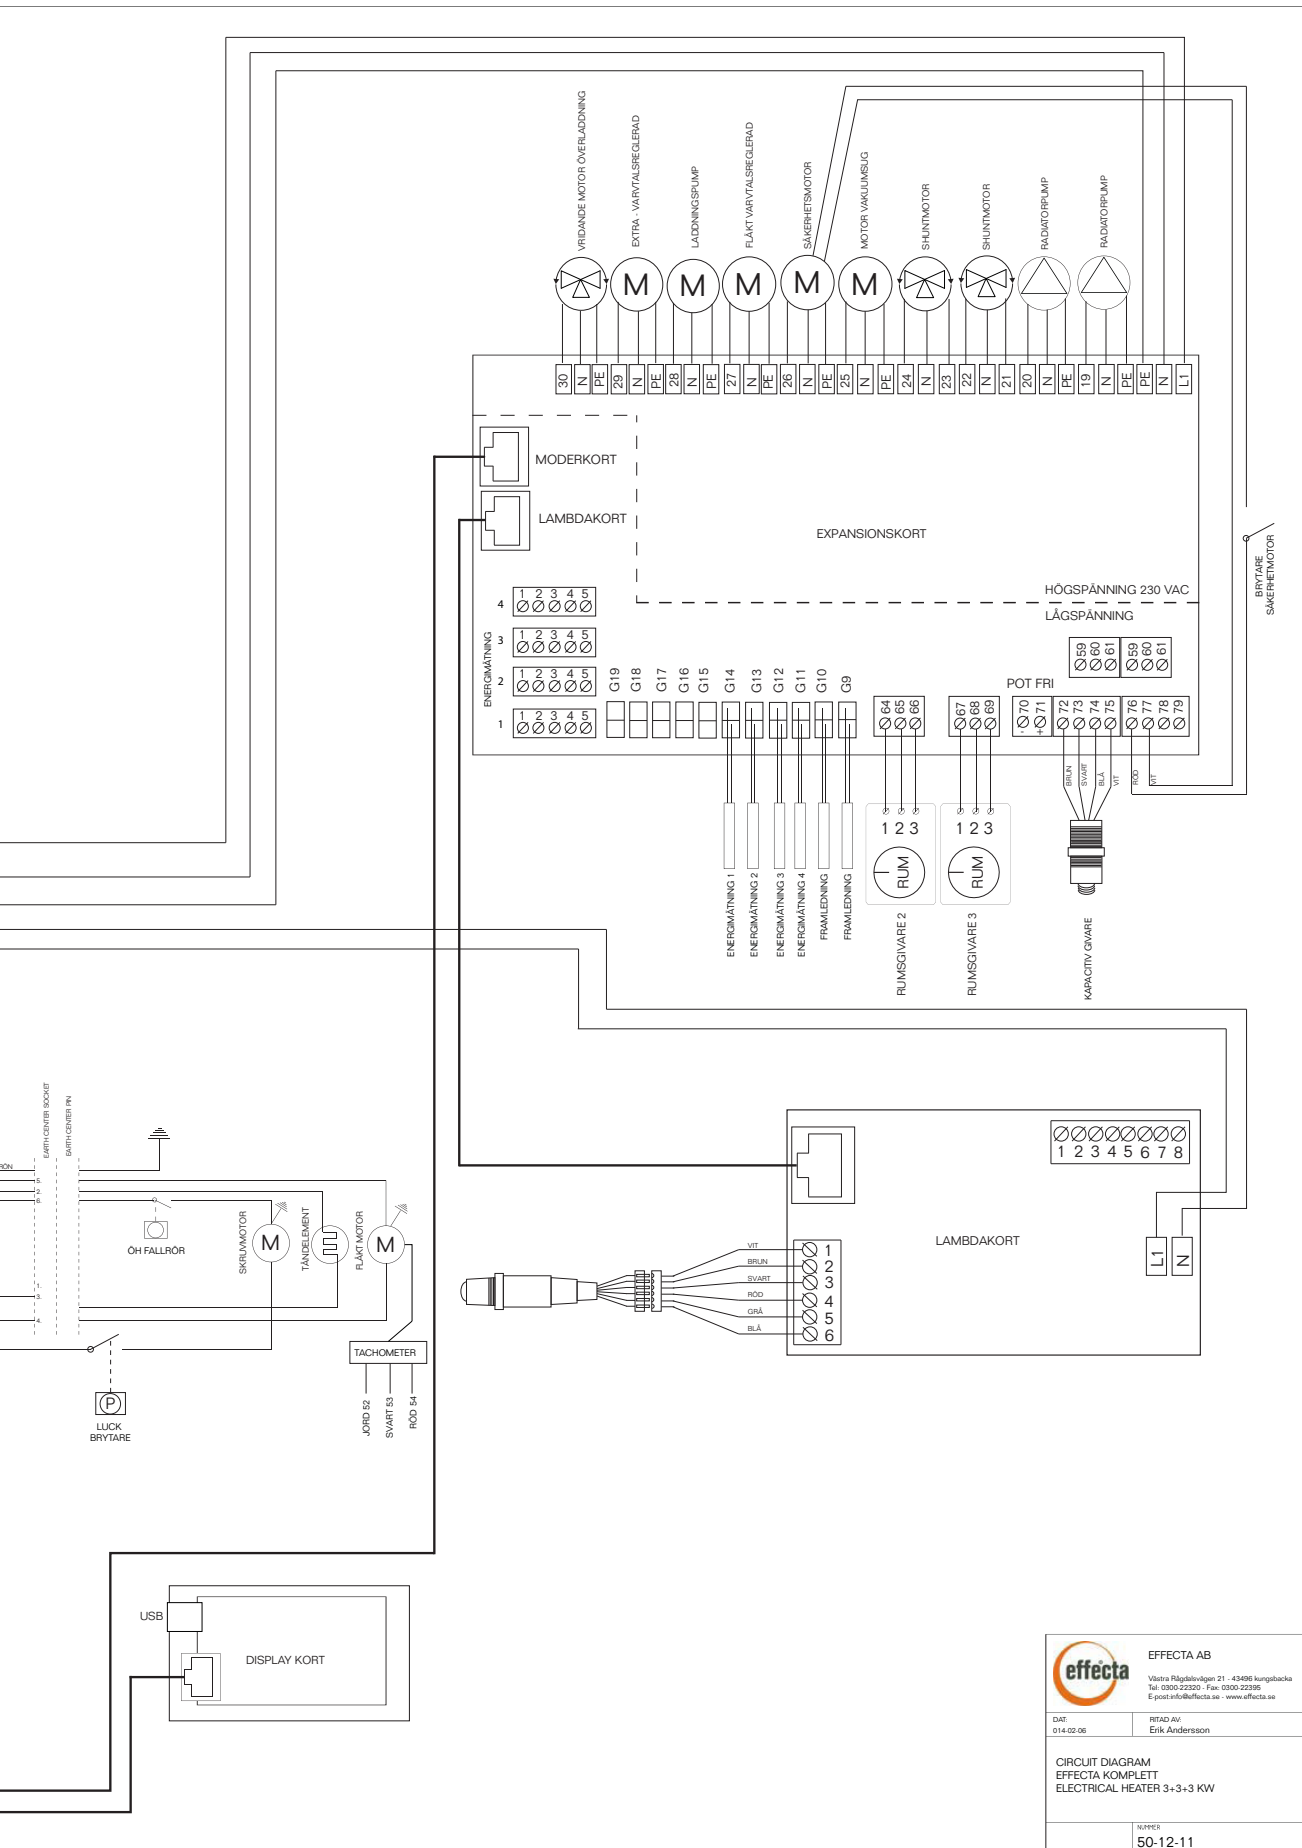 VRIDANDE MOTOR ÖVERLADDNING
EXTRA - VARVTALSREGLERAD
LADDNINGSPUMP
FLÄKT VARVTALSREGLERAD
SÄKERHETSMOTOR
MOTOR VAKUUMSUG
SHUNTMOTOR
SHUNTMOTOR
RADIATORPUMP
RADIATORPUMP
M M M M M
30 N PE 29 N PE 28 N PE 27 N PE 26 N PE 25 N PE 24 N 23 22 N 21 20 N PE 19 N PE PE N L1
MODERKORT
LAMBDAKORT
EXPANSIONSKORT
BRYTARE
SÄKERHETMOTOR
HÖGSPÄNNING 230 VAC
LÅGSPÄNNING
ENERGIMÄTNING
4 1 2 3 4 5
3 1 2 3 4 5
2 1 2 3 4 5
1 1 2 3 4 5
G19 G18 G17 G16 G15 G14 G13 G12 G11 G10 G9
59 60 61 59 60 61
POT FRI
64 65 66 67 68 69 - 70 + 71 72 73 74 75 76 77 78 79
BRUN SVART BLÅ VIT RÖD VIT
1 2 3
RUM
1 2 3
RUM
ENERGIMÄTNING 1
ENERGIMÄTNING 2
ENERGIMÄTNING 3
ENERGIMÄTNING 4
FRAMLEDNING
FRAMLEDNING
RUMSGIVARE 2
RUMSGIVARE 3
KAPACITIV GIVARE
EARTH CENTER SOCKET
EARTH CENTER PIN
RÖN
5.
2.
6.
1.
3.
4.
ÖH FALLRÖR
SKRUVMOTOR
M
TÄNDELEMENT
FLÄKT MOTOR
M
TACHOMETER
JORD 52
SVART 53
RÖD 54
P
LUCK
BRYTARE
1 2 3 4 5 6 7 8
LAMBDAKORT
L1 N
VIT 1
BRUN 2
SVART 3
RÖD 4
GRÅ 5
BLÅ 6
USB
DISPLAY KORT
effecta
EFFECTA AB
Västra Rågdalsvägen 21 - 43496 kungsbacka
Tel: 0300-22320 - Fax: 0300-22395
E-post:info@effecta.se - www.effecta.se
DAT:
014-02-06
RITAD AV:
Erik Andersson
CIRCUIT DIAGRAM
EFFECTA KOMPLETT
ELECTRICAL HEATER 3+3+3 KW
NUMMER
50-12-11